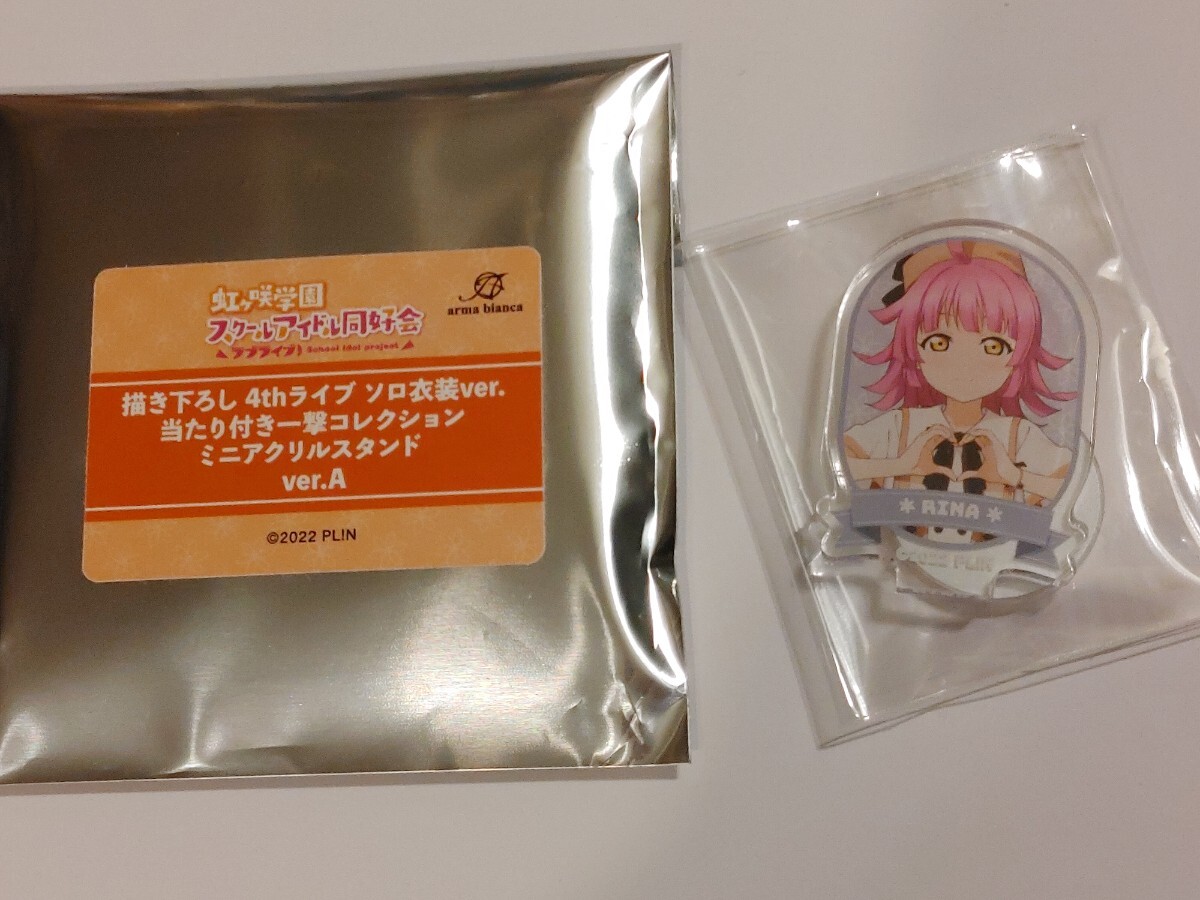 虹ヶ咲学園
スクールアイドル同好会
ラブライブ! School idol project
arma bianca
描き下ろし 4thライブ ソロ衣装ver.
当たり付き一撃コレクション
ミニアクリルスタンド
ver.A
©2022 PL!N
* RINA *
©2022 PL!N